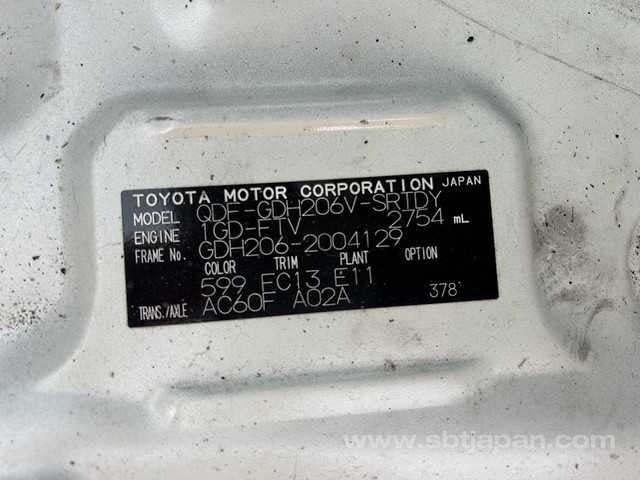 TOYOTA MOTOR CORPORATION JAPAN
MODEL QDF-GDH206V-SRTDY
ENGINE 1GD-FTV 2754 mL
FRAME No. GDH206-2004129
COLOR TRIM PLANT OPTION
599 EC13 E11
TRANS./AXLE AC60F A02A 378
www.sbtjapan.com